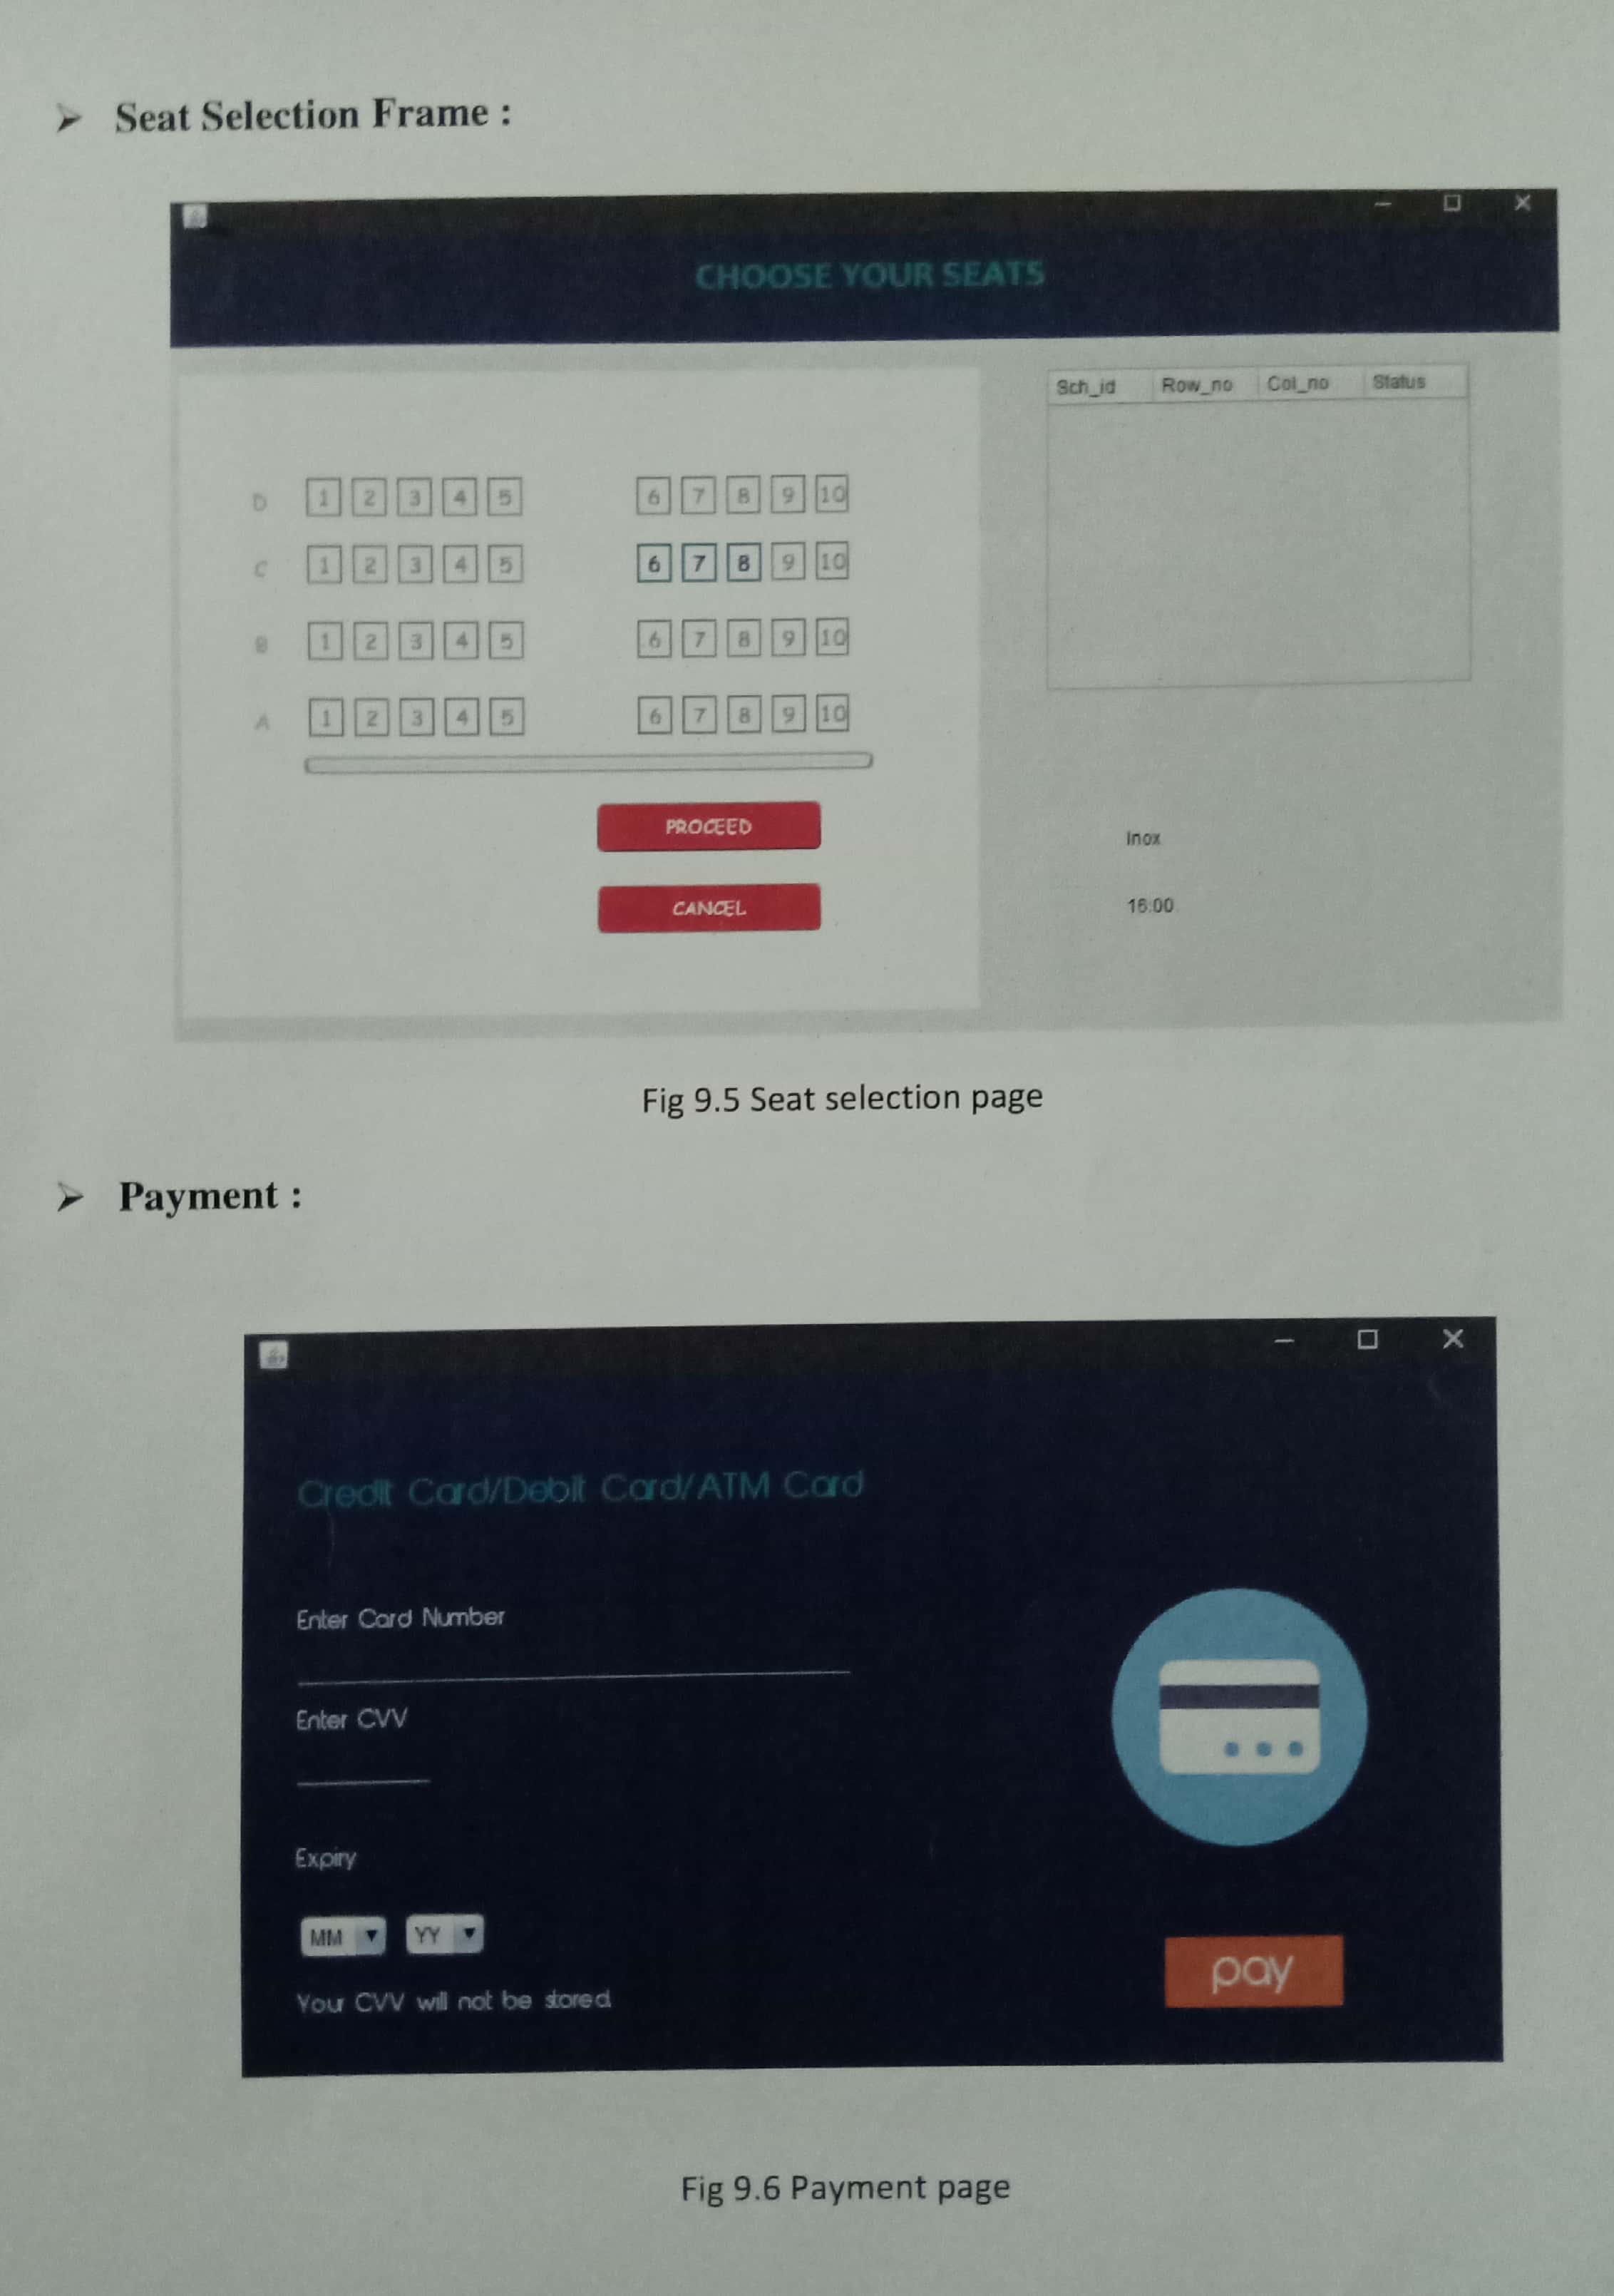 ➢ Seat Selection Frame :
CHOOSE YOUR SEATS
Sch_id Row_no Col_no Status
D 1 2 3 4 5 6 7 8 9 10
C 1 2 3 4 5 6 7 8 9 10
B 1 2 3 4 5 6 7 8 9 10
A 1 2 3 4 5 6 7 8 9 10
PROCEED
Inox
CANCEL
16:00
Fig 9.5 Seat selection page
➢ Payment :
Credit Card/Debit Card/ATM Card
Enter Card Number
Enter CVV
Expiry
MM YY
pay
Your CVV will not be stored
Fig 9.6 Payment page